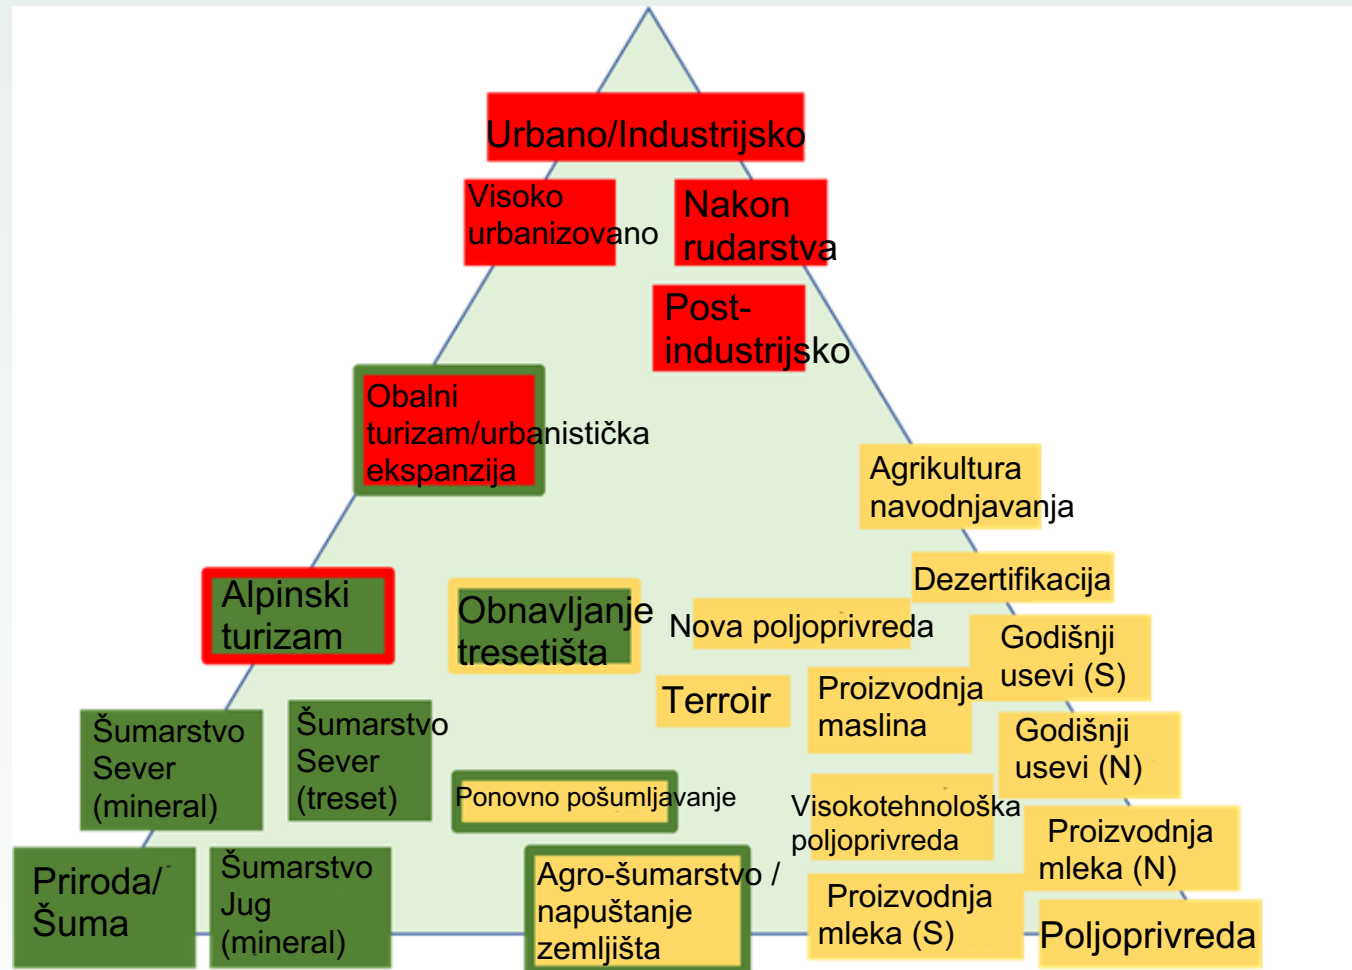 Urbano/Industrijsko
Visoko
urbanizovano
Nakon
rudarstva
Post-
industrijsko
Obalni
turizam/urbanistička
ekspanzija
Agrikultura
navodnjavanja
Dezertifikacija
Alpinski
turizam
Obnavljanje
tresetišta
Nova poljoprivreda
Godišnji
usevi (S)
Terroir
Proizvodnja
maslina
Šumarstvo
Sever
(mineral)
Šumarstvo
Sever
(treset)
Godišnji
usevi (N)
Ponovno pošumljavanje
Visokotehnološka
poljoprivreda
Proizvodnja
mleka (N)
Priroda/
Šuma
Šumarstvo
Jug
(mineral)
Agro-šumarstvo /
napuštanje
zemljišta
Proizvodnja
mleka (S)
Poljoprivreda